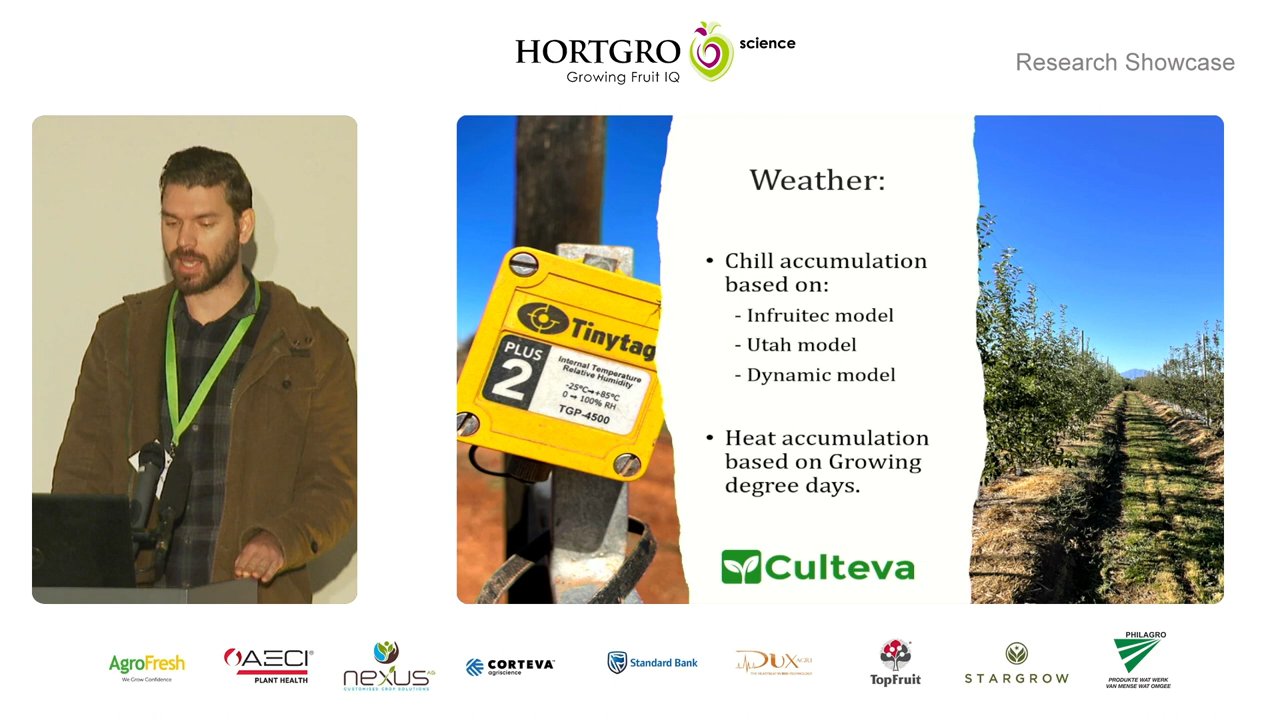 HORTGRO science
Growing Fruit IQ
Research Showcase
Tinytag
PLUS 2
Internal Temperature
Relative Humidity
-25°C→+85°C
0 → 100% RH
TGP-4500
Weather:
• Chill accumulation
based on:
- Infruitec model
- Utah model
- Dynamic model
• Heat accumulation
based on Growing
degree days.
Culteva
AgroFresh
We Grow Confidence
AECI
PLANT HEALTH
nexus AG
CUSTOMISED CROP SOLUTIONS
CORTEVA
agriscience
Standard Bank
DUX AGRI
TopFruit
STARGROW
PHILAGRO
PRODUKTE WAT WERK
VAN MENSE WAT OMGEE